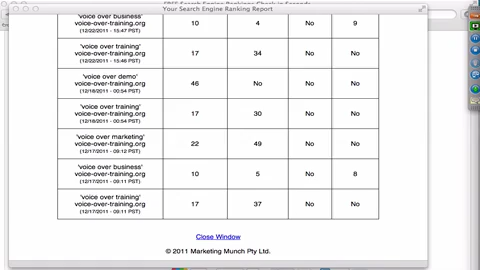 Your Search Engine Ranking Report
'voice over business'
voice-over-training.org
(12/22/2011 - 15:47 PST)
10 4 No 9
'voice over training'
voice-over-training.org
(12/22/2011 - 15:46 PST)
17 34 No No
'voice over demo'
voice-over-training.org
(12/18/2011 - 00:54 PST)
46 No No No
'voice over training'
voice-over-training.org
(12/18/2011 - 00:54 PST)
17 30 No No
'voice over marketing'
voice-over-training.org
(12/17/2011 - 09:12 PST)
22 49 No No
'voice over business'
voice-over-training.org
(12/17/2011 - 09:11 PST)
10 5 No 8
'voice over training'
voice-over-training.org
(12/17/2011 - 09:11 PST)
17 37 No No
Close Window
© 2011 Marketing Munch Pty Ltd.